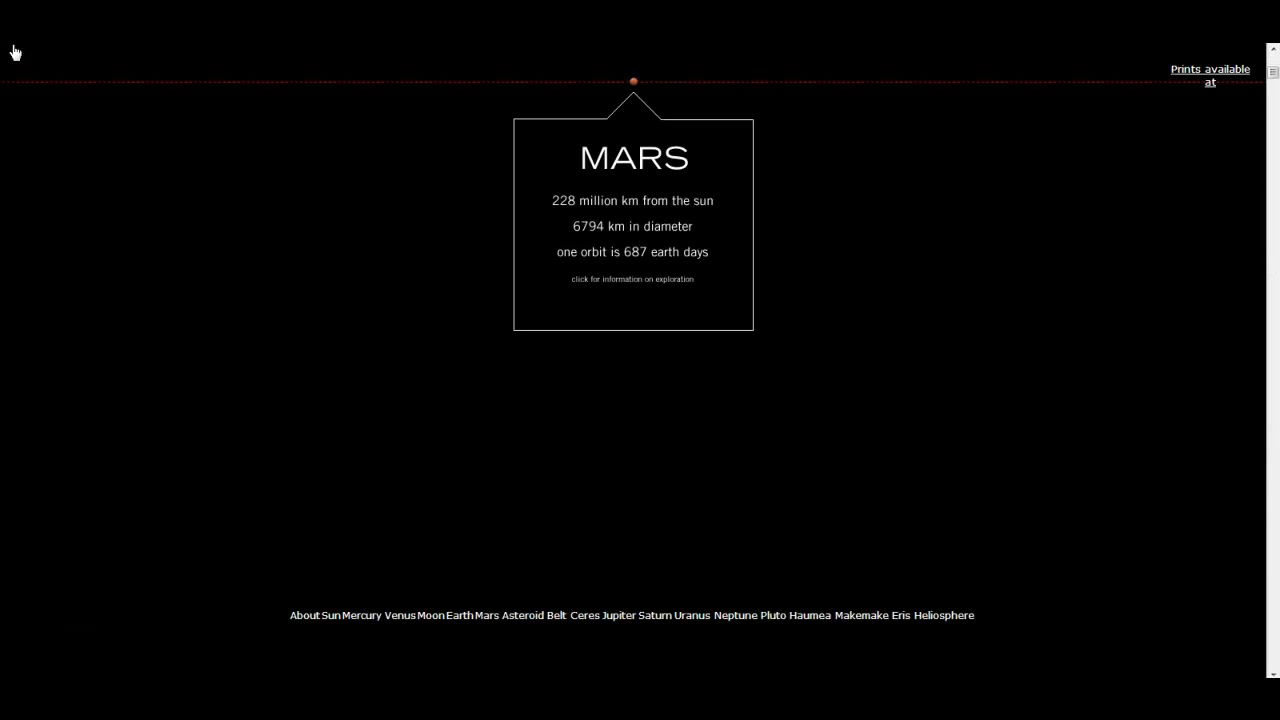 Prints available
at
MARS
228 million km from the sun
6794 km in diameter
one orbit is 687 earth days
click for information on exploration
About Sun Mercury Venus Moon Earth Mars Asteroid Belt Ceres Jupiter Saturn Uranus Neptune Pluto Haumea Makemake Eris Heliosphere